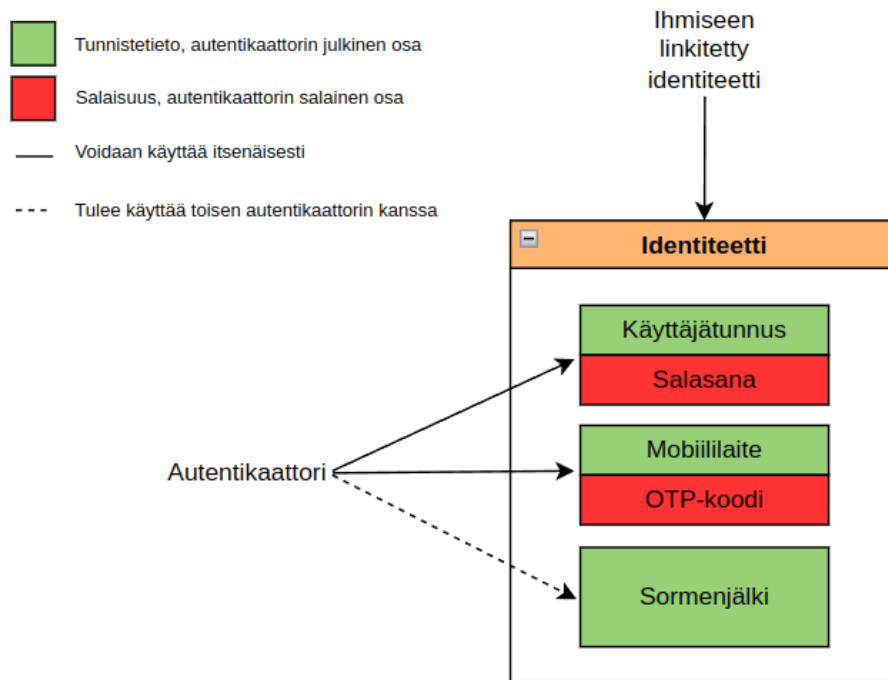 Tunnistetieto, autentikaattorin julkinen osa
Salaisuus, autentikaattorin salainen osa
Voidaan käyttää itsenäisesti
Tulee käyttää toisen autentikaattorin kanssa
Ihmiseen
linkitetty
identiteetti
Identiteetti
Käyttäjätunnus
Salasana
Mobiililaite
OTP-koodi
Autentikaattori
Sormenjälki